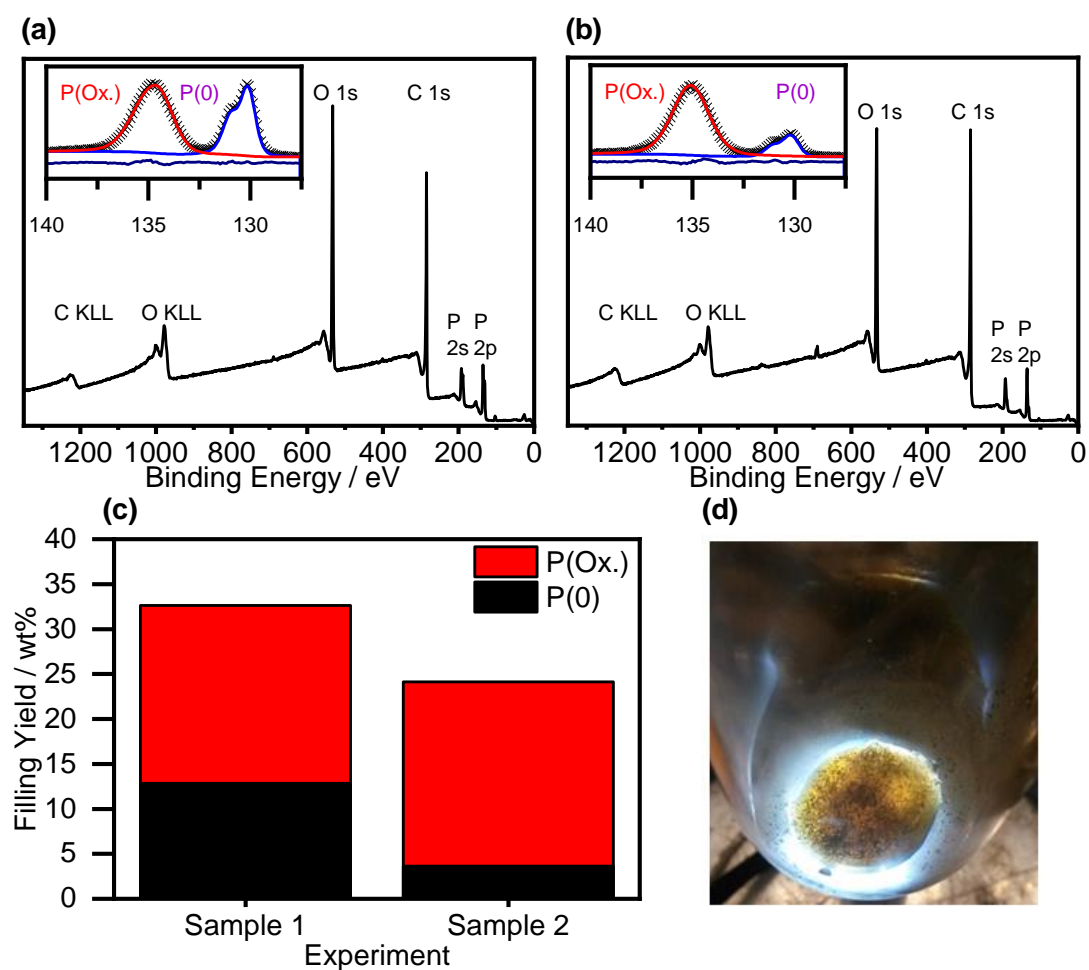 (a)
P(Ox.) P(0)
O 1s
C 1s
140 135 130
C KLL O KLL
P P
2s 2p
1200 1000 800 600 400 200 0
Binding Energy / eV
(b)
P(Ox.) P(0)
O 1s C 1s
140 135 130
C KLL O KLL
P P
2s 2p
1200 1000 800 600 400 200 0
Binding Energy / eV
(c)
40
35
30
25
20
15
10
5
0
Filling Yield / wt%
P(Ox.)
P(0)
Sample 1 Sample 2
Experiment
(d)